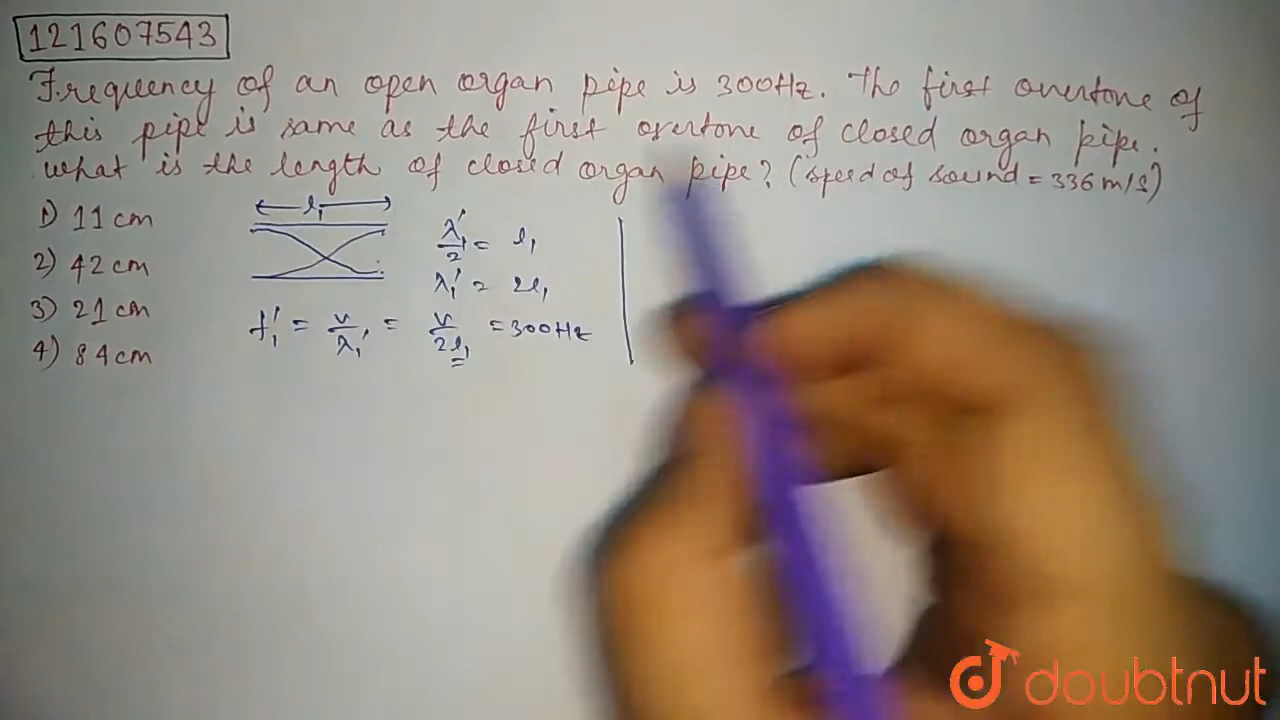 121607543
Frequency of an open organ pipe is 300Hz. The first overtone of
this pipe is same as the first overtone of closed organ pipe.
what is the length of closed organ pipe? (speed of sound = 336 m/s)
1) 11 cm
2) 42 cm
3) 21 cm
4) 84 cm
l₁
λ₁'/2 = l₁
λ₁' = 2l₁
f₁' = v/λ₁' = v/2l₁ = 300Hz
doubtnut